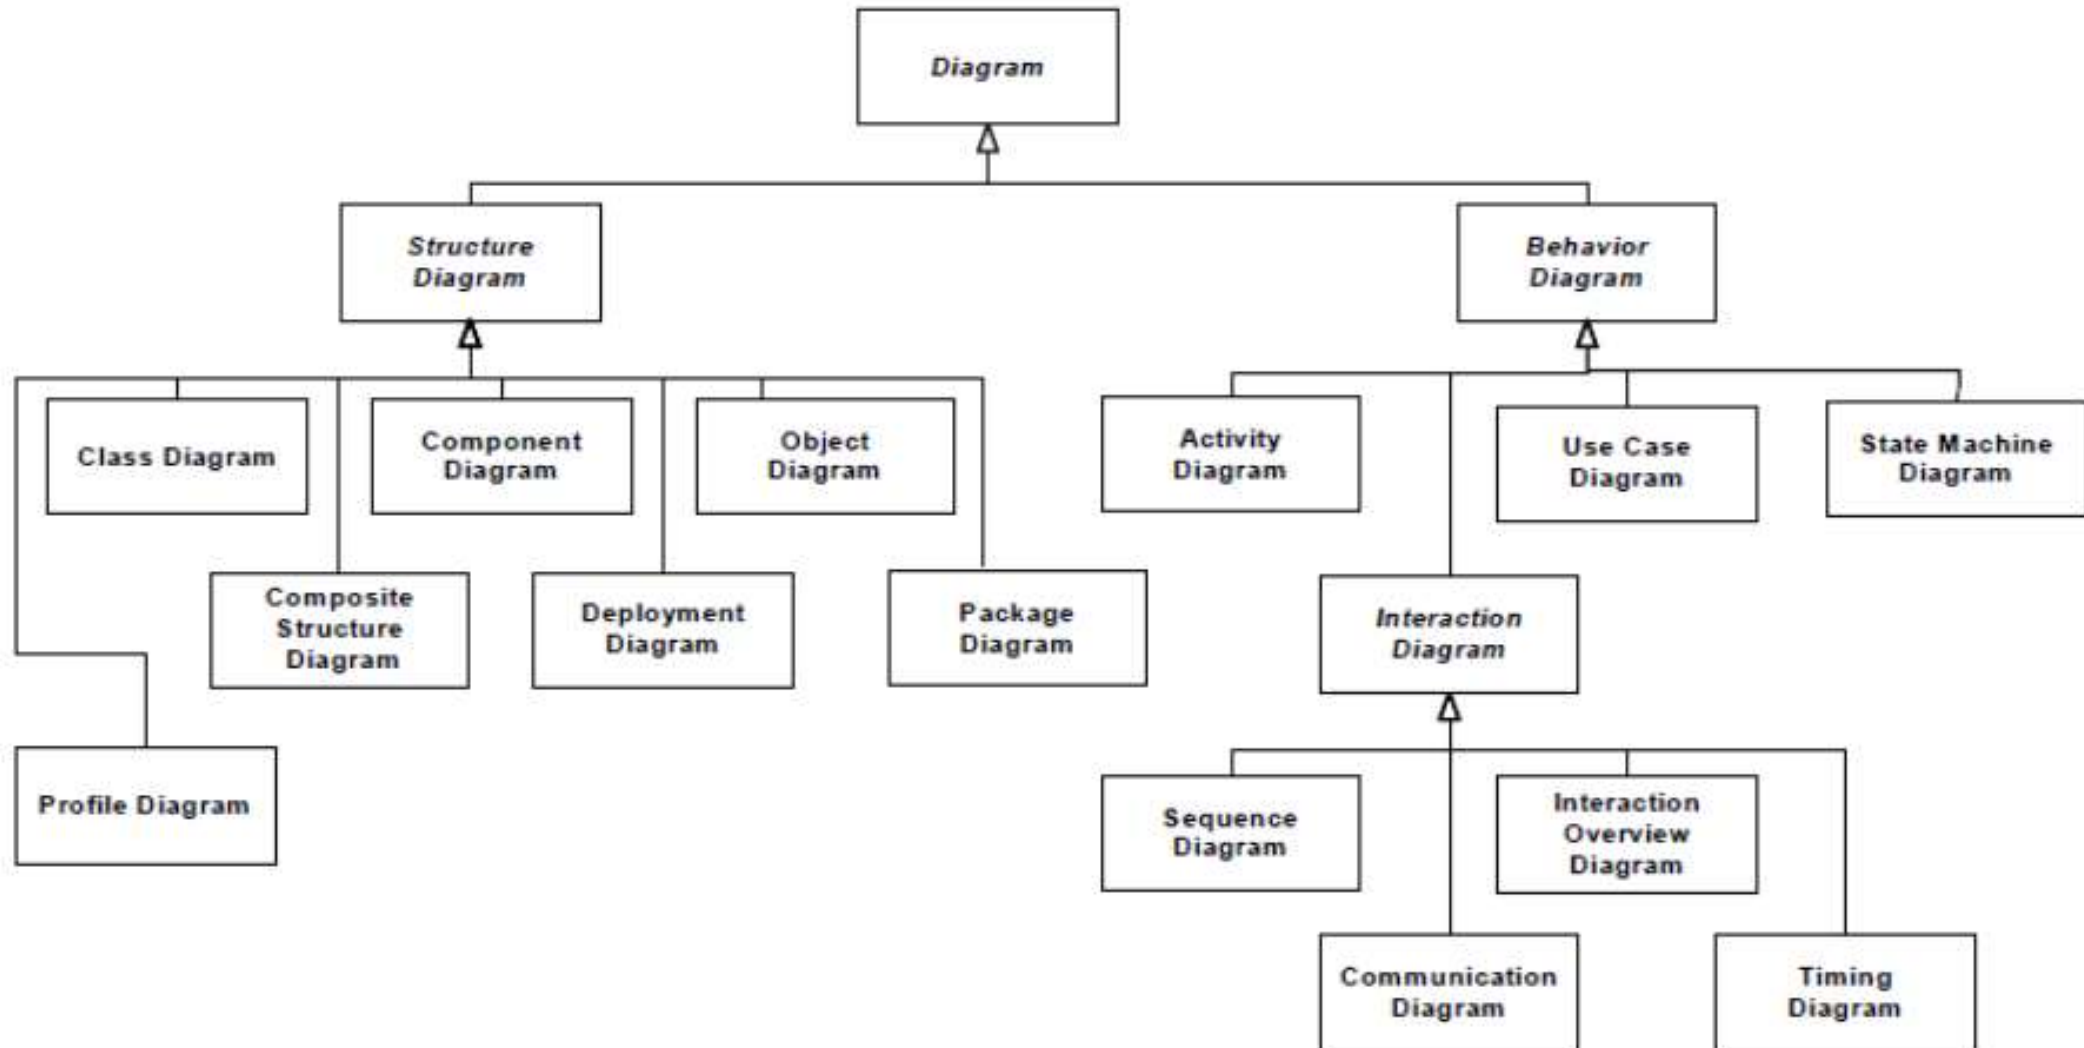 Diagram
Structure
Diagram
Behavior
Diagram
Class Diagram
Component
Diagram
Object
Diagram
Activity
Diagram
Use Case
Diagram
State Machine
Diagram
Composite
Structure
Diagram
Deployment
Diagram
Package
Diagram
Interaction
Diagram
Profile Diagram
Sequence
Diagram
Interaction
Overview
Diagram
Communication
Diagram
Timing
Diagram